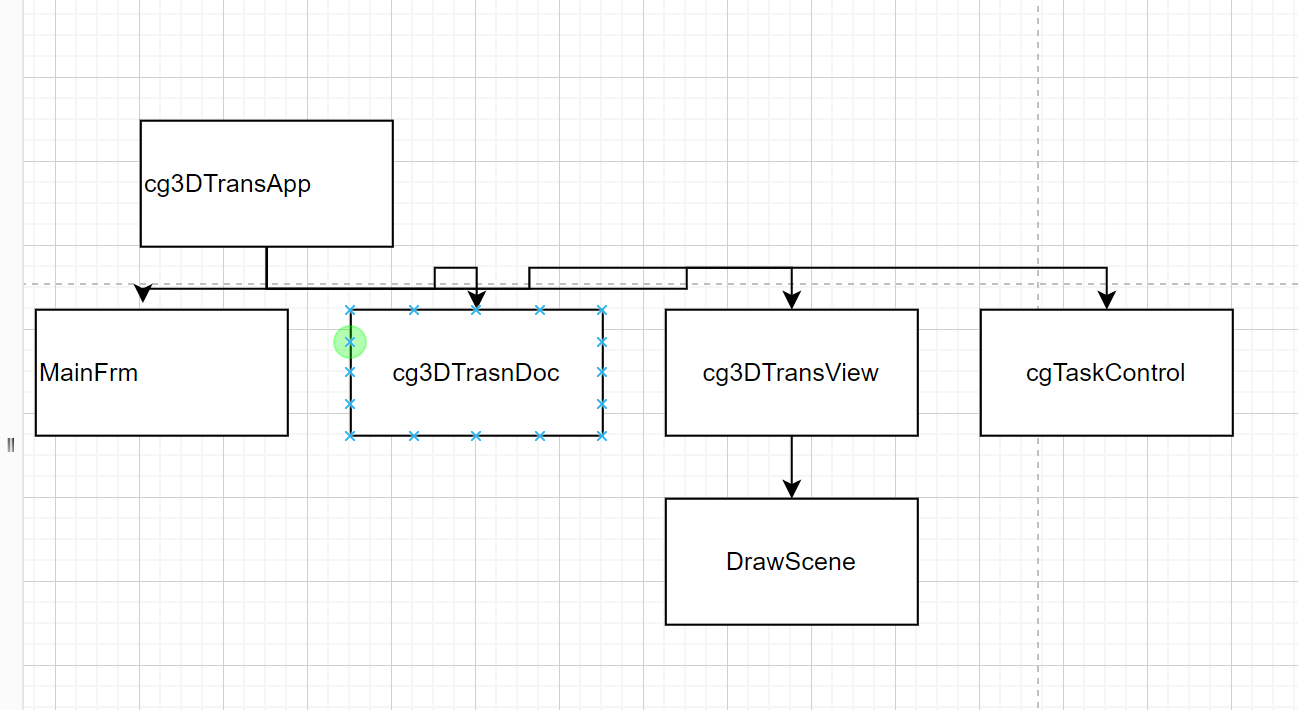 cg3DTransApp
MainFrm
cg3DTrasnDoc
cg3DTransView
cgTaskControl
DrawScene